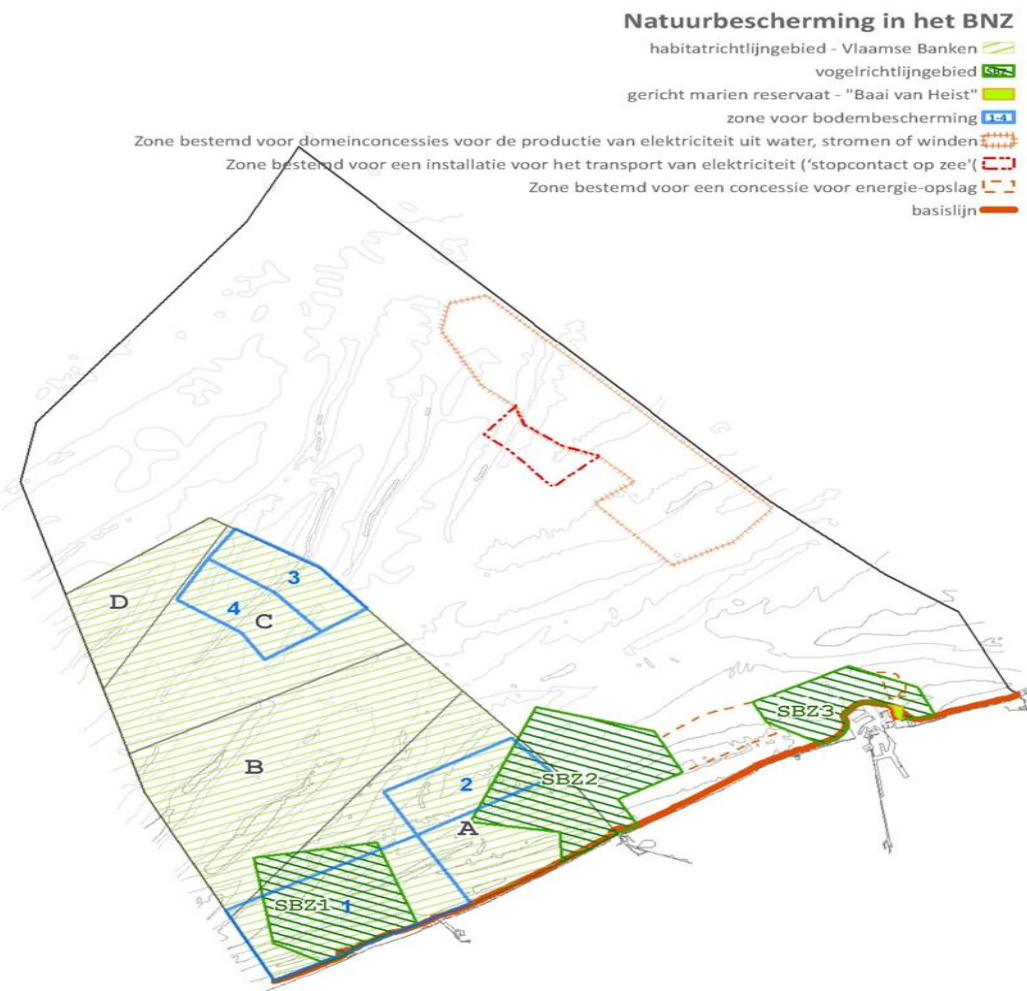 Natuurbescherming in het BNZ
habitatrichtlijngebied - Vlaamse Banken
vogelrichtlijngebied SBZ
gericht marien reservaat - "Baai van Heist"
zone voor bodembescherming 1-4
Zone bestemd voor domeinconcessies voor de productie van elektriciteit uit water, stromen of winden
Zone bestemd voor een installatie voor het transport van elektriciteit ('stopcontact op zee'(
Zone bestemd voor een concessie voor energie-opslag
basislijn
3
D
4
C
SBZ3
B
SBZ2
2
A
SBZ1
1